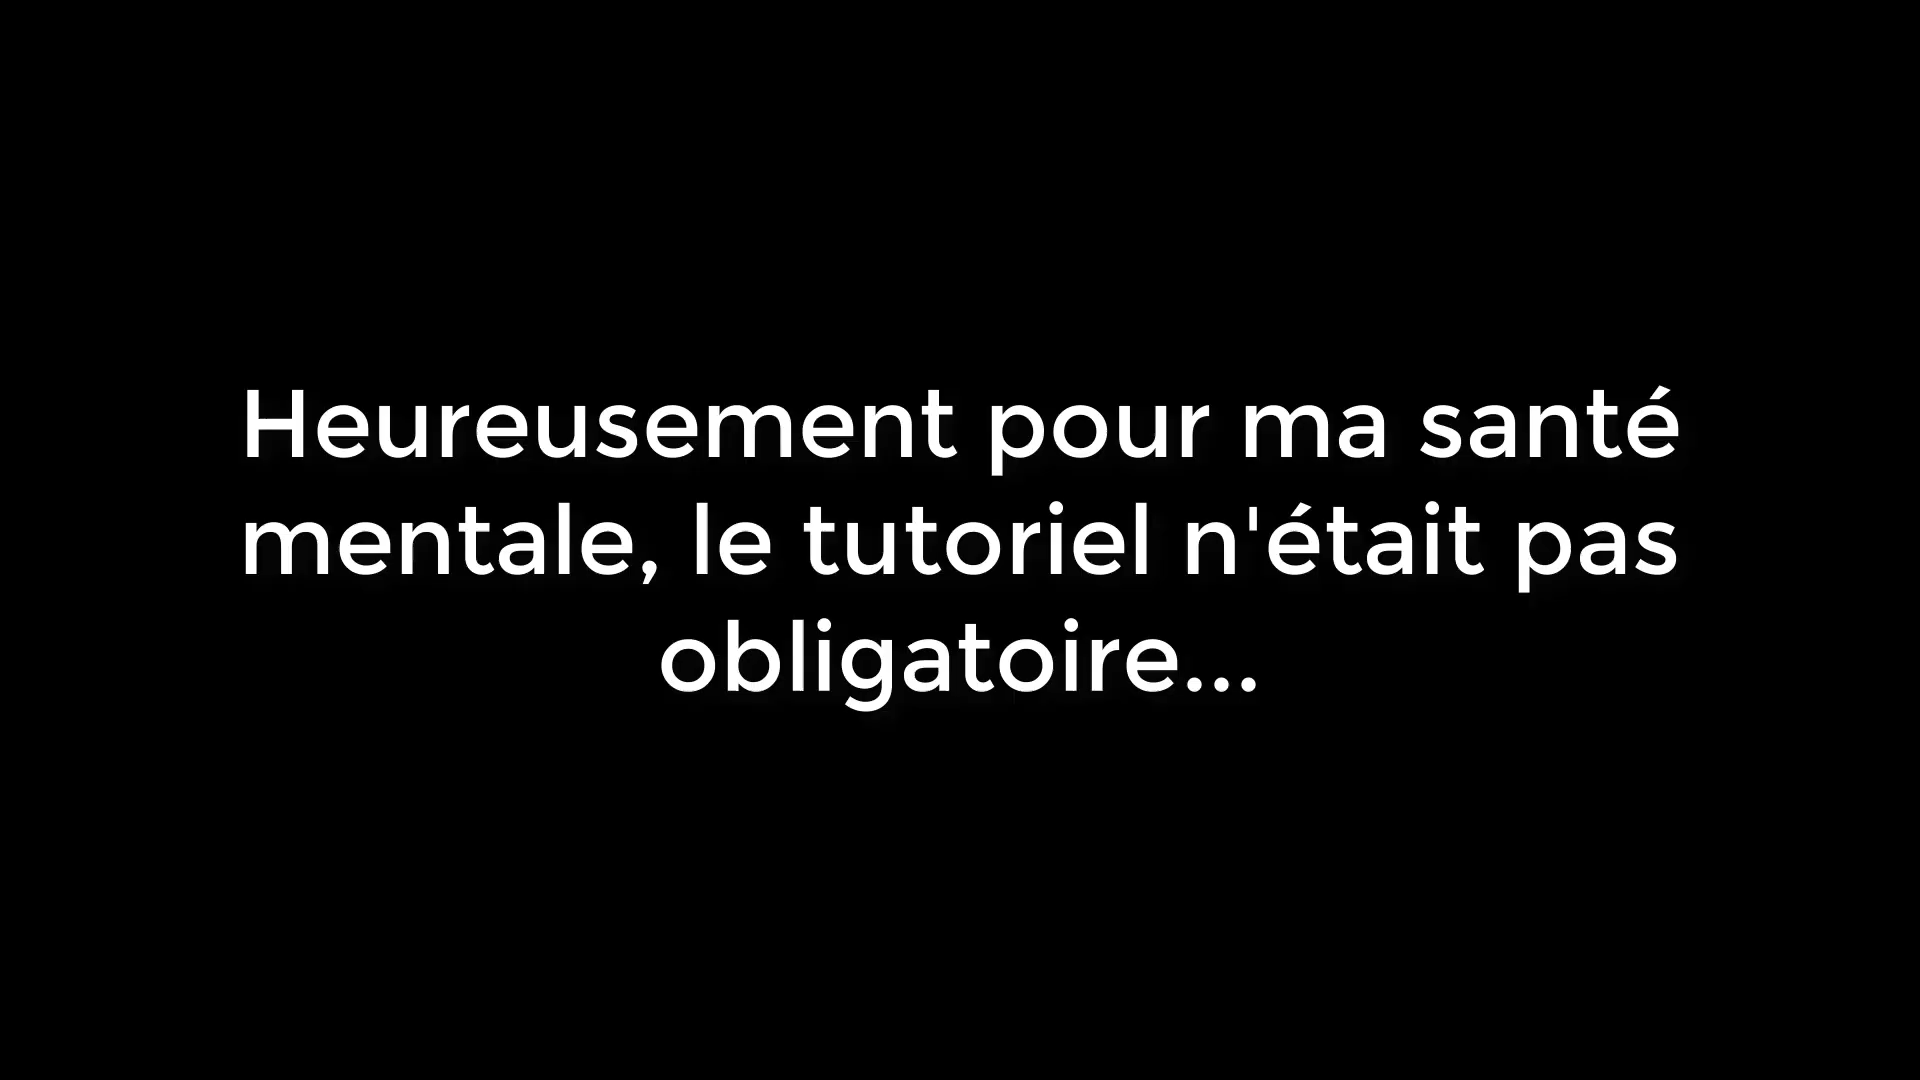 Heureusement pour ma santé
mentale, le tutoriel n'était pas
obligatoire...